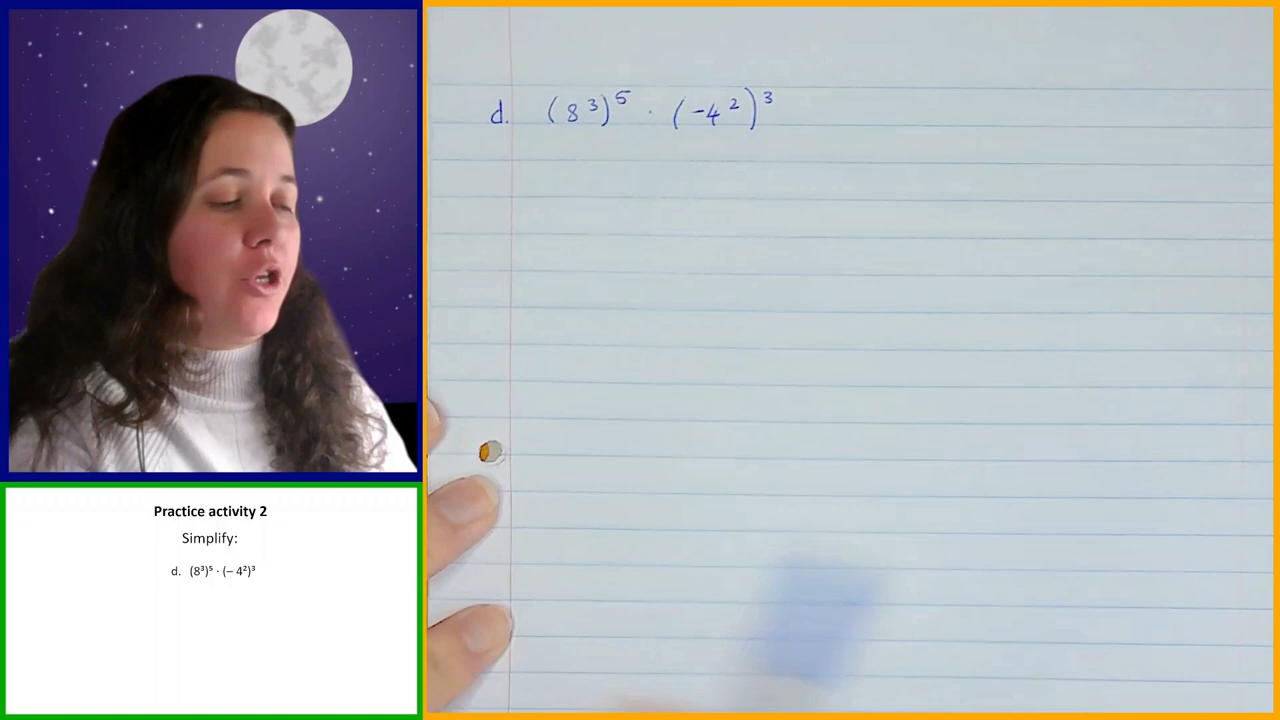 d. (8³)⁵ · (-4²)³
Practice activity 2
Simplify:
d. (8³)⁵ · (– 4²)³